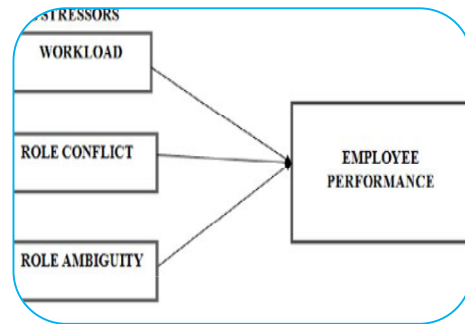 STRESSORS
WORKLOAD
ROLE CONFLICT
EMPLOYEE
PERFORMANCE
ROLE AMBIGUITY